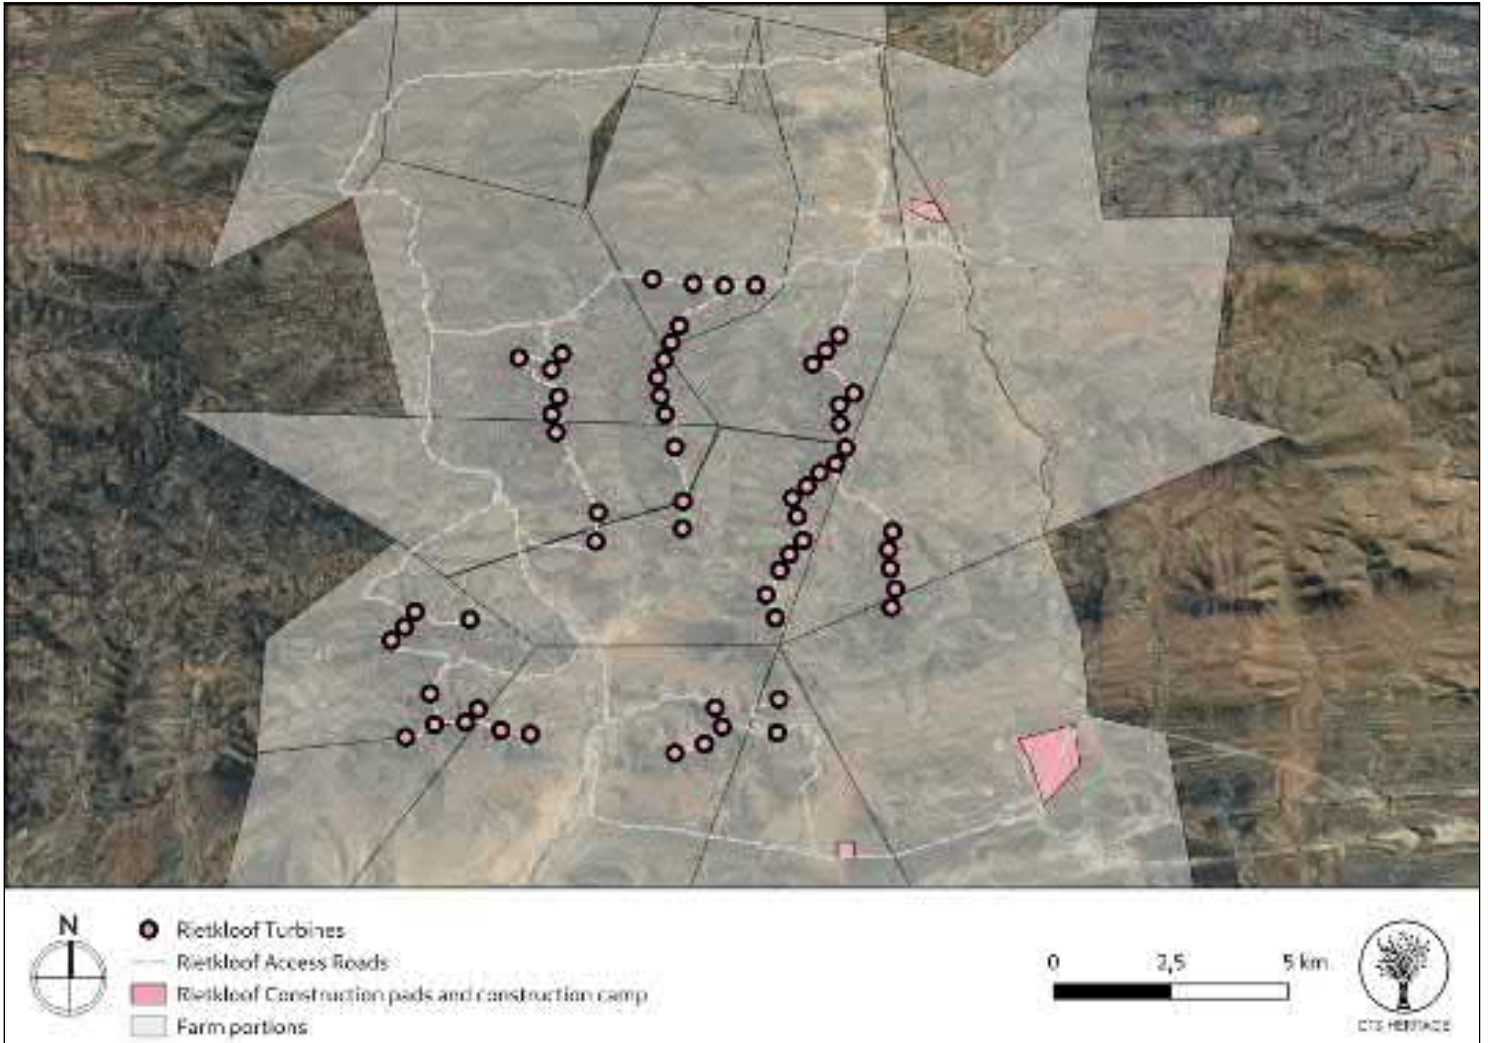 N
Rietkloof Turbines
Rietkloof Access Roads
Rietkloof Construction pads and construction camp
Farm portions
0 2,5 5 km
CTS HERITAGE